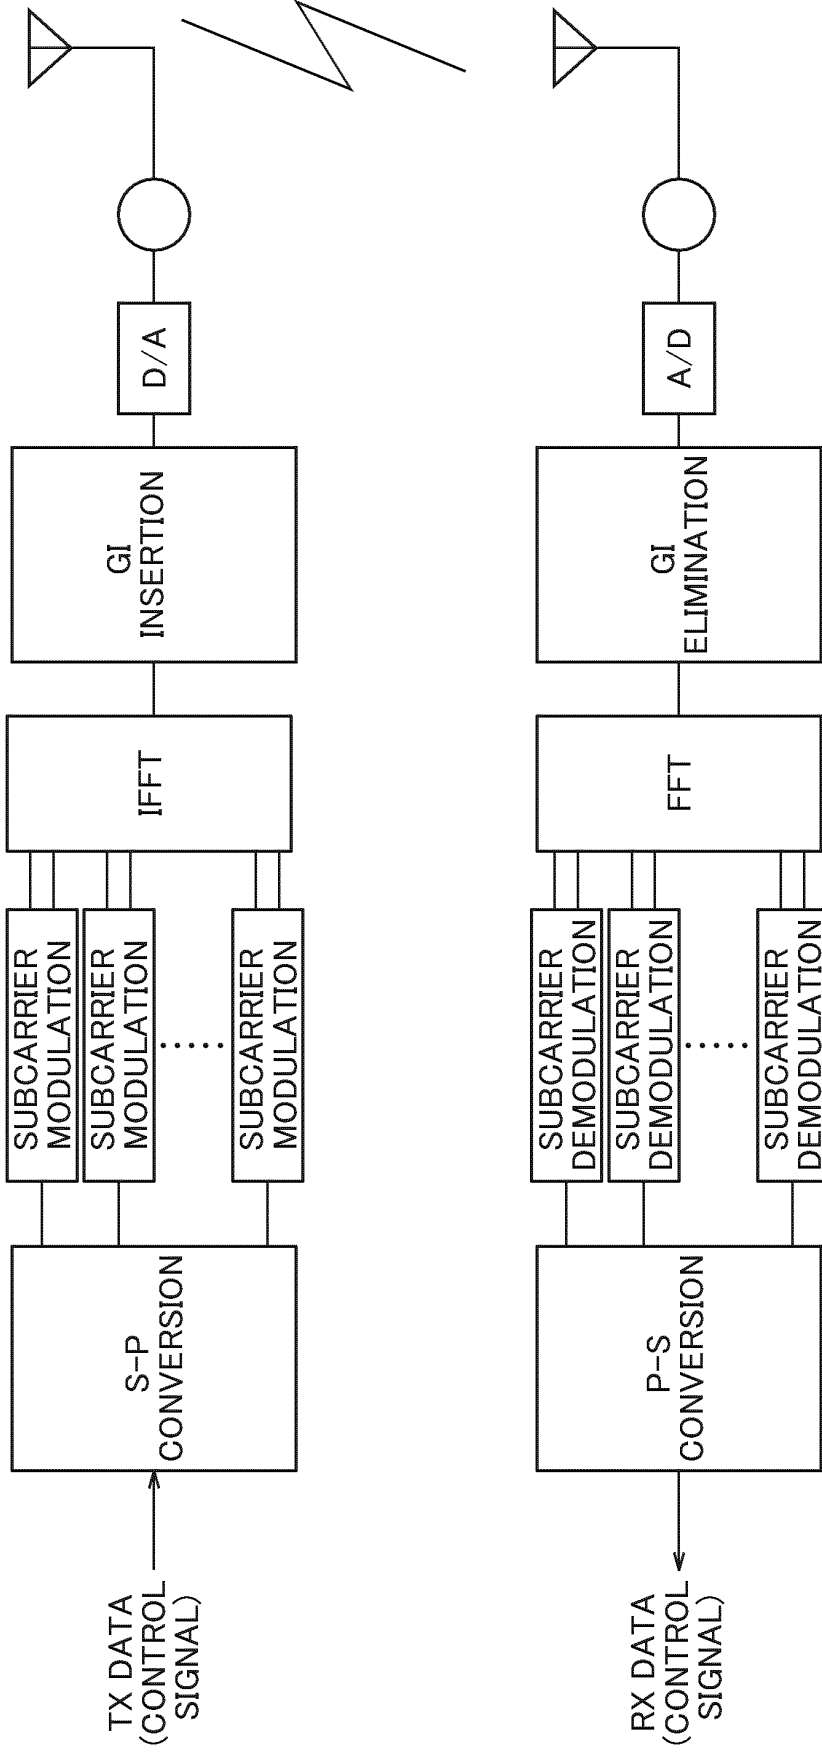 TX DATA
(CONTROL
SIGNAL)
S-P
CONVERSION
SUBCARRIER
MODULATION
SUBCARRIER
MODULATION
SUBCARRIER
MODULATION
IFFT
GI
INSERTION
D/A
RX DATA
(CONTROL
SIGNAL)
P-S
CONVERSION
SUBCARRIER
DEMODULATION
SUBCARRIER
DEMODULATION
SUBCARRIER
DEMODULATION
FFT
GI
ELIMINATION
A/D